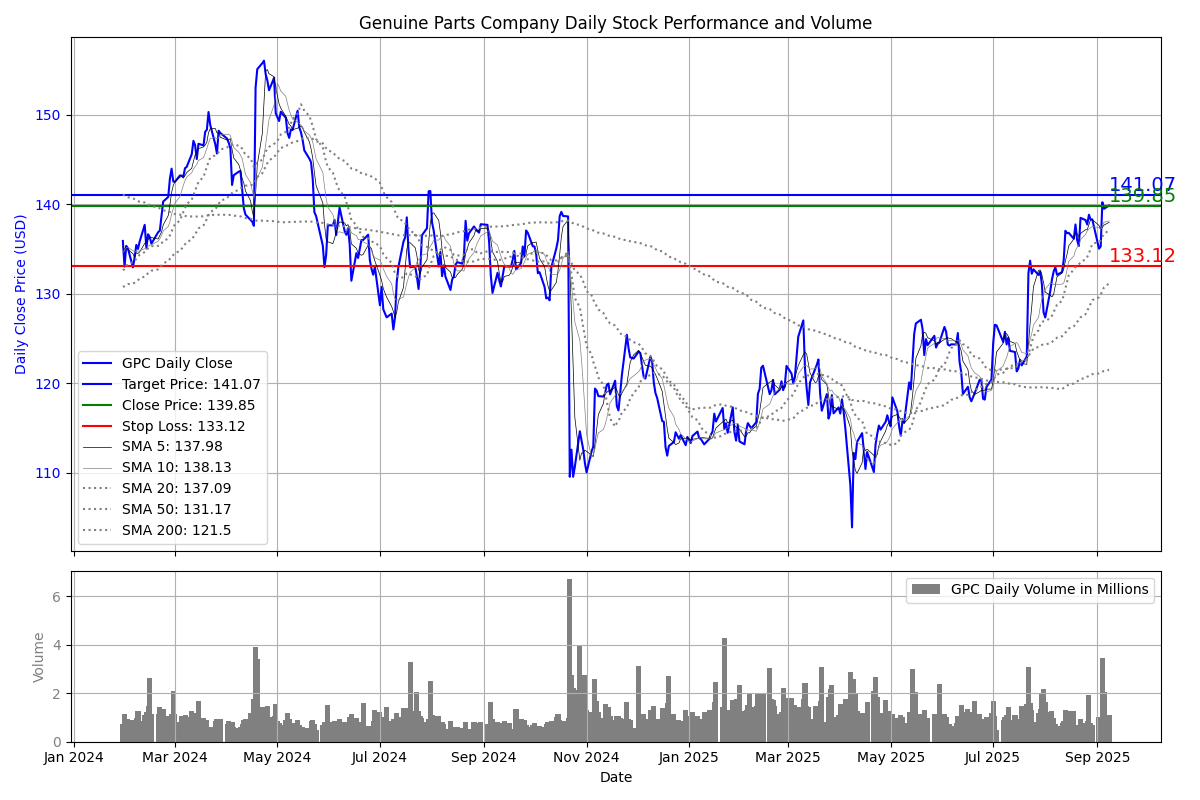 Genuine Parts Company Daily Stock Performance and Volume
Daily Close Price (USD)
150
140
130
120
110
141.07
139.85
133.12
GPC Daily Close
Target Price: 141.07
Close Price: 139.85
Stop Loss: 133.12
SMA 5: 137.98
SMA 10: 138.13
SMA 20: 137.09
SMA 50: 131.17
SMA 200: 121.5
Volume
6
4
2
0
GPC Daily Volume in Millions
Jan 2024 Mar 2024 May 2024 Jul 2024 Sep 2024 Nov 2024 Jan 2025 Mar 2025 May 2025 Jul 2025 Sep 2025
Date